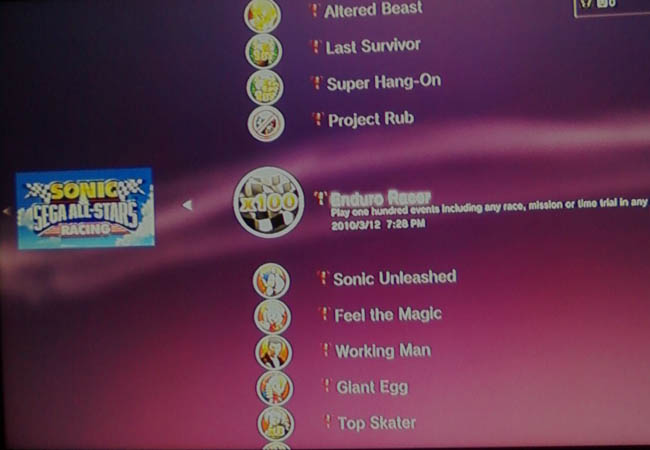 Altered Beast
Last Survivor
Super Hang-On
Project Rub
SONIC
& SEGA ALL-STARS
RACING
x100
Enduro Racer
Play one hundred events including any race, mission or time trial in any
2010/3/12 7:28 PM
Sonic Unleashed
Feel the Magic
Working Man
Giant Egg
Top Skater